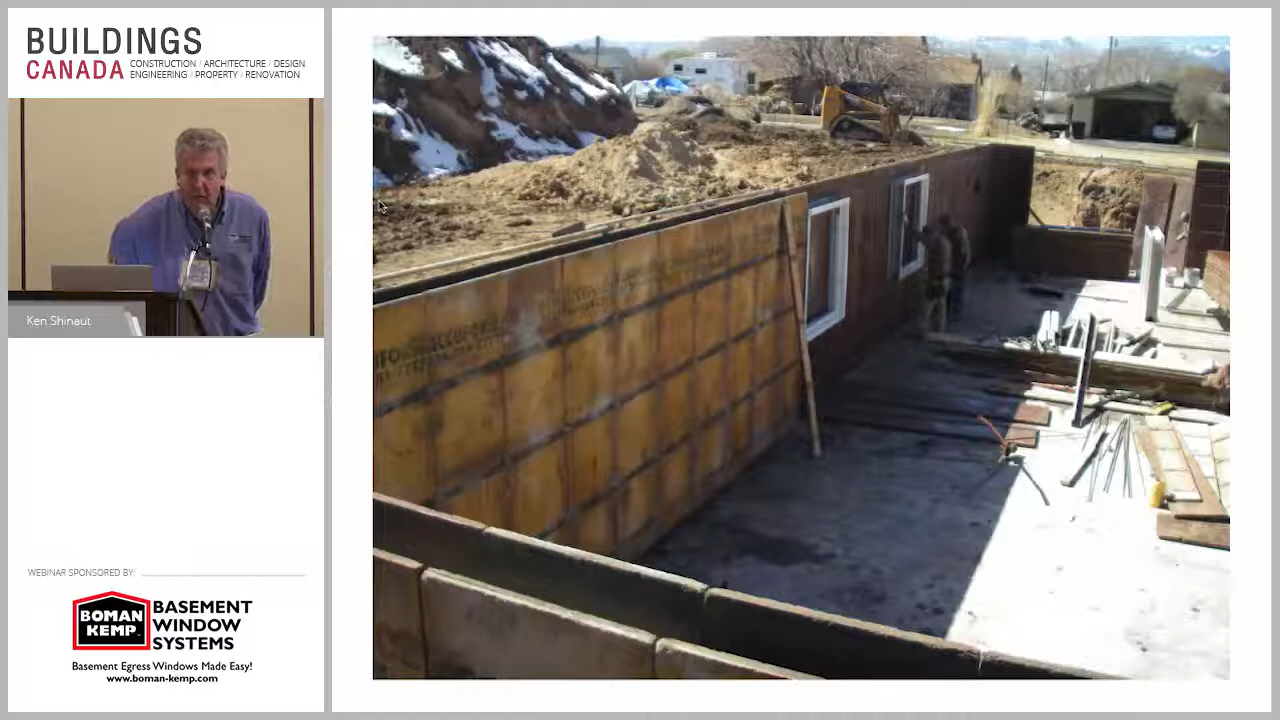 BUILDINGS
CANADA CONSTRUCTION / ARCHITECTURE / DESIGN
ENGINEERING / PROPERTY / RENOVATION
Ken Shinaut
WEBINAR SPONSORED BY:
BOMAN KEMP
BASEMENT
WINDOW
SYSTEMS
Basement Egress Windows Made Easy!
www.boman-kemp.com